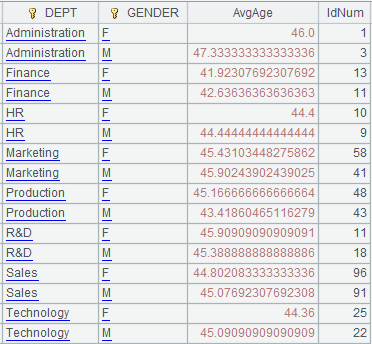 DEPT GENDER AvgAge IdNum
Administration F 46.0 1
Administration M 47.333333333333336 3
Finance F 41.92307692307692 13
Finance M 42.63636363636363 11
HR F 44.4 10
HR M 44.44444444444444 9
Marketing F 45.43103448275862 58
Marketing M 45.90243902439025 41
Production F 45.166666666666664 48
Production M 43.41860465116279 43
R&D F 45.90909090909091 11
R&D M 45.388888888888886 18
Sales F 44.802083333333336 96
Sales M 45.07692307692308 91
Technology F 44.36 25
Technology M 45.09090909090909 22